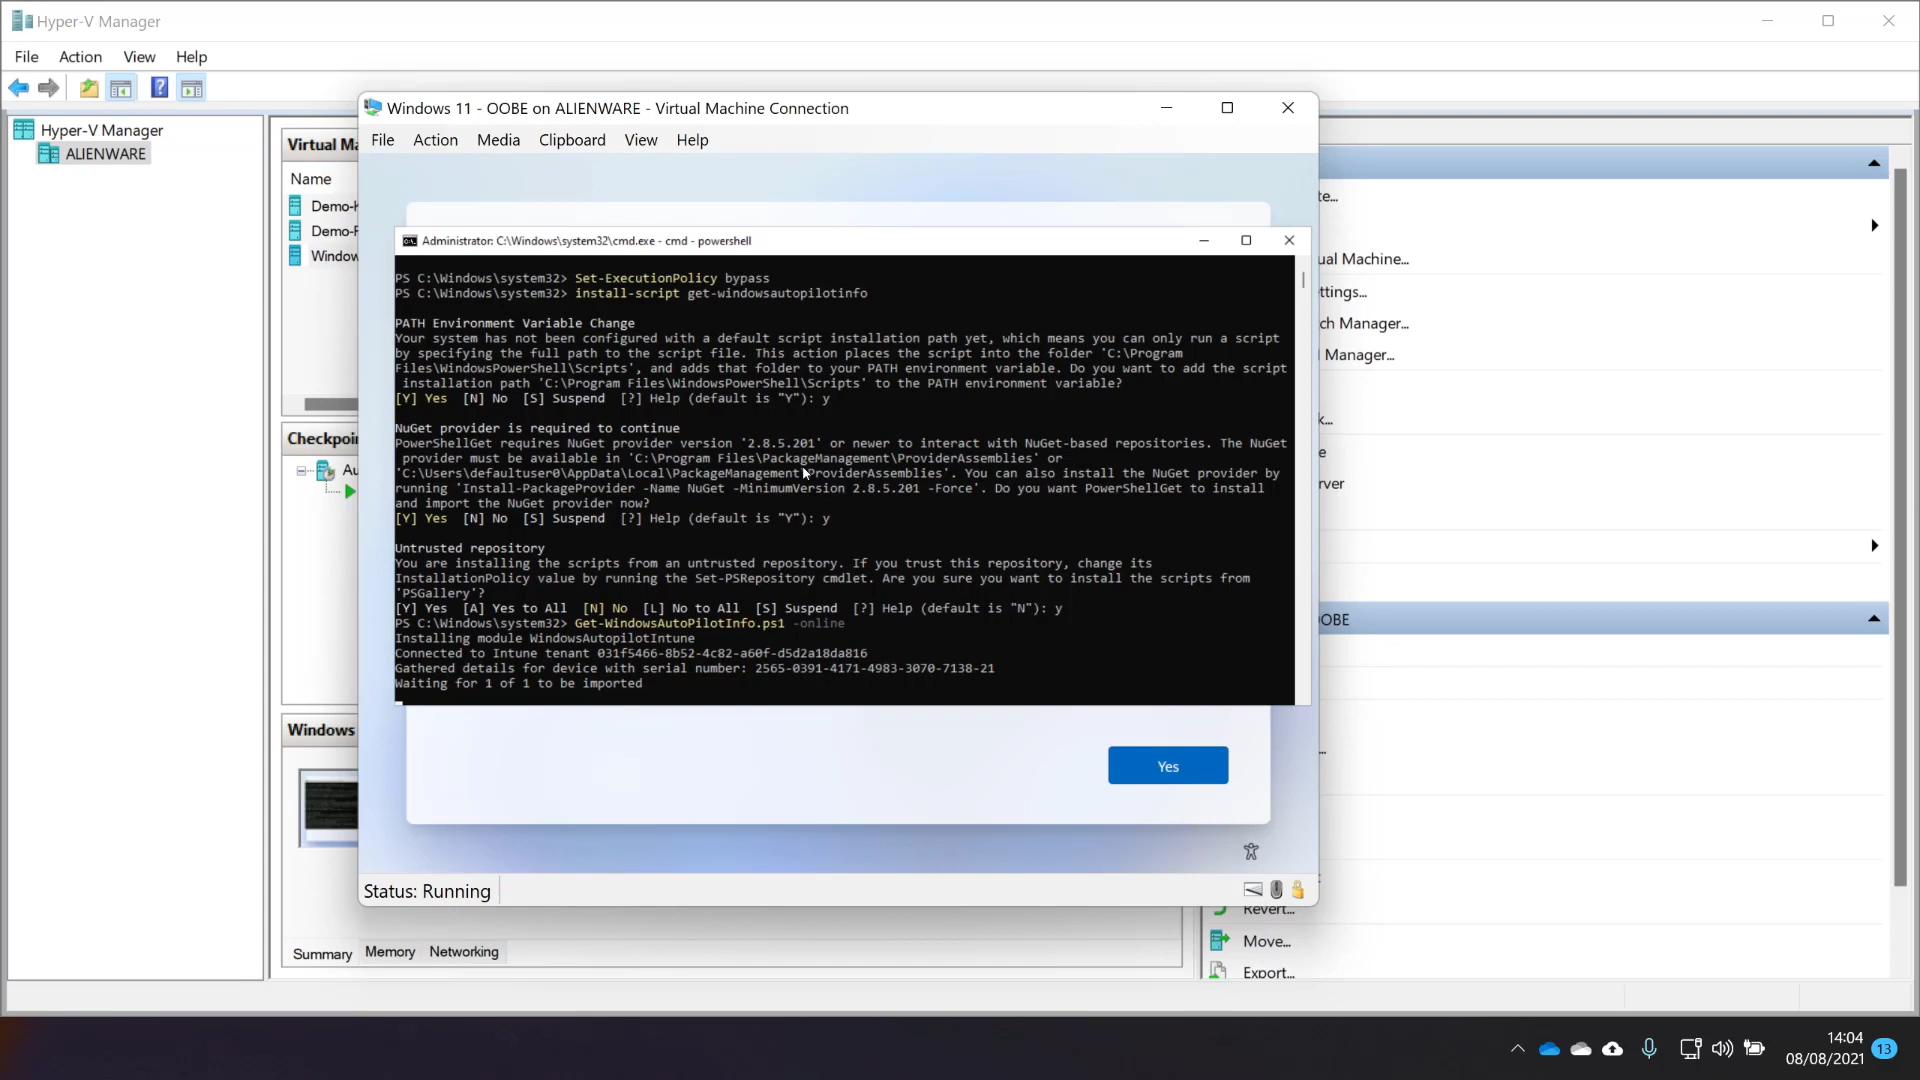 Hyper-V Manager
File Action View Help
Hyper-V Manager
ALIENWARE
Virtual Ma
Name
Demo-
Demo-
Window
Checkpoi
Au
Windows
Summary Memory Networking
Windows 11 - OOBE on ALIENWARE - Virtual Machine Connection
File Action Media Clipboard View Help
Administrator: C:\Windows\system32\cmd.exe - cmd - powershell
PS C:\Windows\system32> Set-ExecutionPolicy bypass
PS C:\Windows\system32> install-script get-windowsautopilotinfo
PATH Environment Variable Change
Your system has not been configured with a default script installation path yet, which means you can only run a script
by specifying the full path to the script file. This action places the script into the folder 'C:\Program
Files\WindowsPowerShell\Scripts', and adds that folder to your PATH environment variable. Do you want to add the script
installation path 'C:\Program Files\WindowsPowerShell\Scripts' to the PATH environment variable?
[Y] Yes [N] No [S] Suspend [?] Help (default is "Y"): y
NuGet provider is required to continue
PowerShellGet requires NuGet provider version '2.8.5.201' or newer to interact with NuGet-based repositories. The NuGet
provider must be available in 'C:\Program Files\PackageManagement\ProviderAssemblies' or
'C:\Users\defaultuser0\AppData\Local\PackageManagement\ProviderAssemblies'. You can also install the NuGet provider by
running 'Install-PackageProvider -Name NuGet -MinimumVersion 2.8.5.201 -Force'. Do you want PowerShellGet to install
and import the NuGet provider now?
[Y] Yes [N] No [S] Suspend [?] Help (default is "Y"): y
Untrusted repository
You are installing the scripts from an untrusted repository. If you trust this repository, change its
InstallationPolicy value by running the Set-PSRepository cmdlet. Are you sure you want to install the scripts from
'PSGallery'?
[Y] Yes [A] Yes to All [N] No [L] No to All [S] Suspend [?] Help (default is "N"): y
PS C:\Windows\system32> Get-WindowsAutoPilotInfo.ps1 -online
Installing module WindowsAutopilotIntune
Connected to Intune tenant 031f5466-8b52-4c82-a60f-d5d2a18da816
Gathered details for device with serial number: 2565-0391-4171-4983-3070-7138-21
Waiting for 1 of 1 to be imported
Yes
Status: Running
te...
ual Machine...
ttings...
ch Manager...
l Manager...
k...
e
rver
OBE
...
Revert...
Move...
Export...
14:04
08/08/2021
13